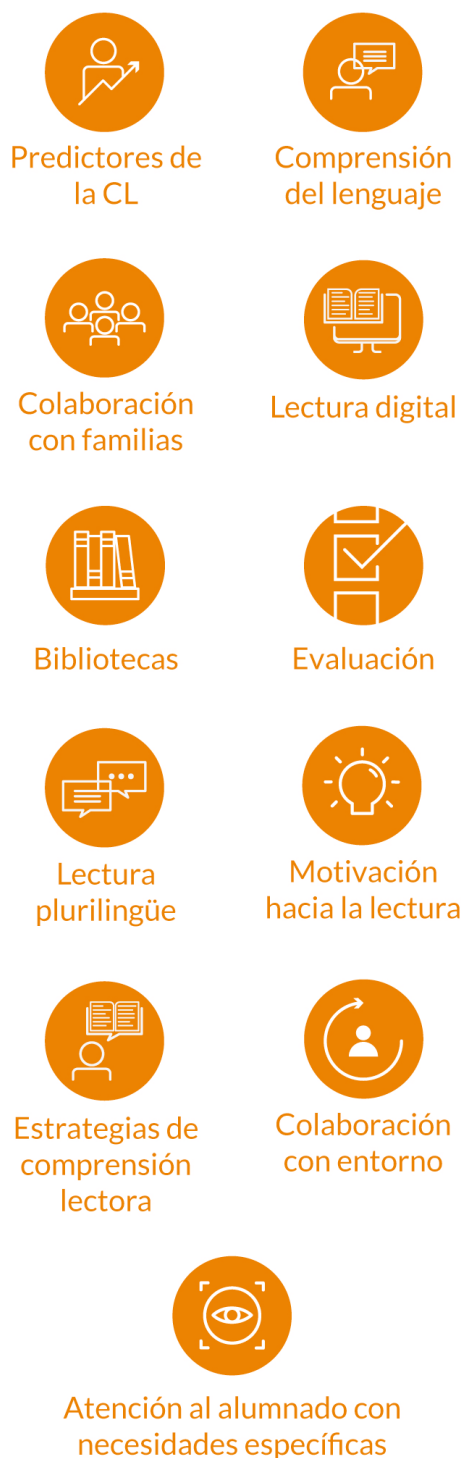 Predictores de
la CL
Comprensión
del lenguaje
Colaboración
con familias
Lectura digital
Bibliotecas
Evaluación
Lectura
plurilingüe
Motivación
hacia la lectura
Estrategias de
comprensión
lectora
Colaboración
con entorno
Atención al alumnado con
necesidades específicas